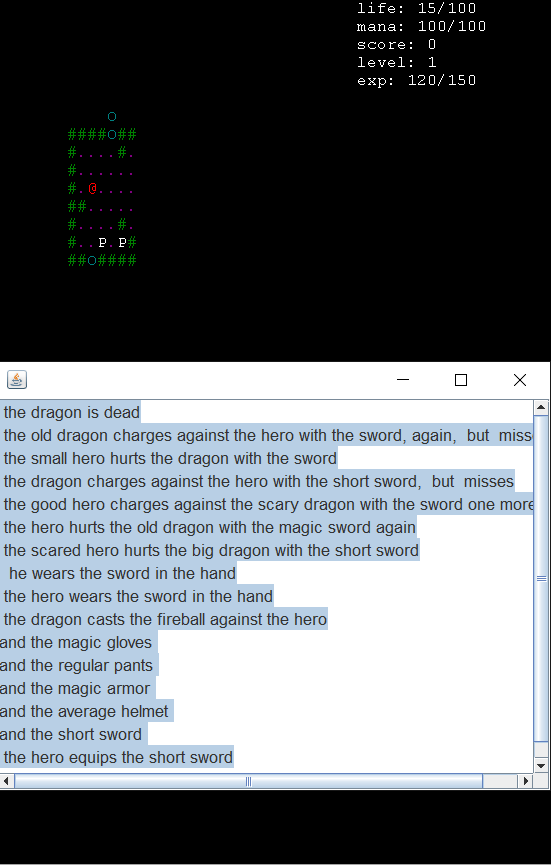 life: 15/100
mana: 100/100
score: 0
level: 1
exp: 120/150
o
####o##
#....#.
#......
#.@....
##.....
#....#.
#..P.P#
##o####
the dragon is dead
the old dragon charges against the hero with the sword, again,  but  misse
the small hero hurts the dragon with the sword
the dragon charges against the hero with the short sword,  but  misses
the good hero charges against the scary dragon with the sword one more
the hero hurts the old dragon with the magic sword again
the scared hero hurts the big dragon with the short sword
he wears the sword in the hand
the hero wears the sword in the hand
the dragon casts the fireball against the hero
and the magic gloves
and the regular pants
and the magic armor
and the average helmet
and the short sword
the hero equips the short sword